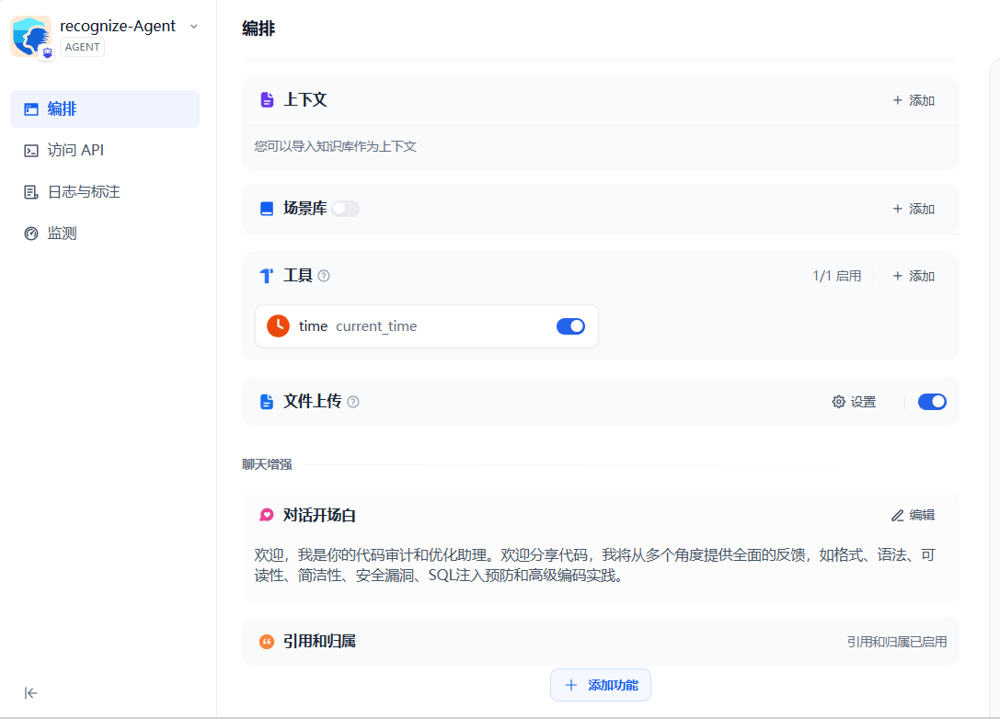 recognize-Agent
AGENT
编排
访问 API
日志与标注
监测
编排
上下文
添加
您可以导入知识库作为上下文
场景库
添加
工具
1/1 启用
添加
time current_time
文件上传
设置
聊天增强
对话开场白
编辑
欢迎，我是你的代码审计和优化助理。欢迎分享代码，我将从多个角度提供全面的反馈，如格式、语法、可
读性、简洁性、安全漏洞、SQL注入预防和高级编码实践。
引用和归属
引用和归属已启用
添加功能